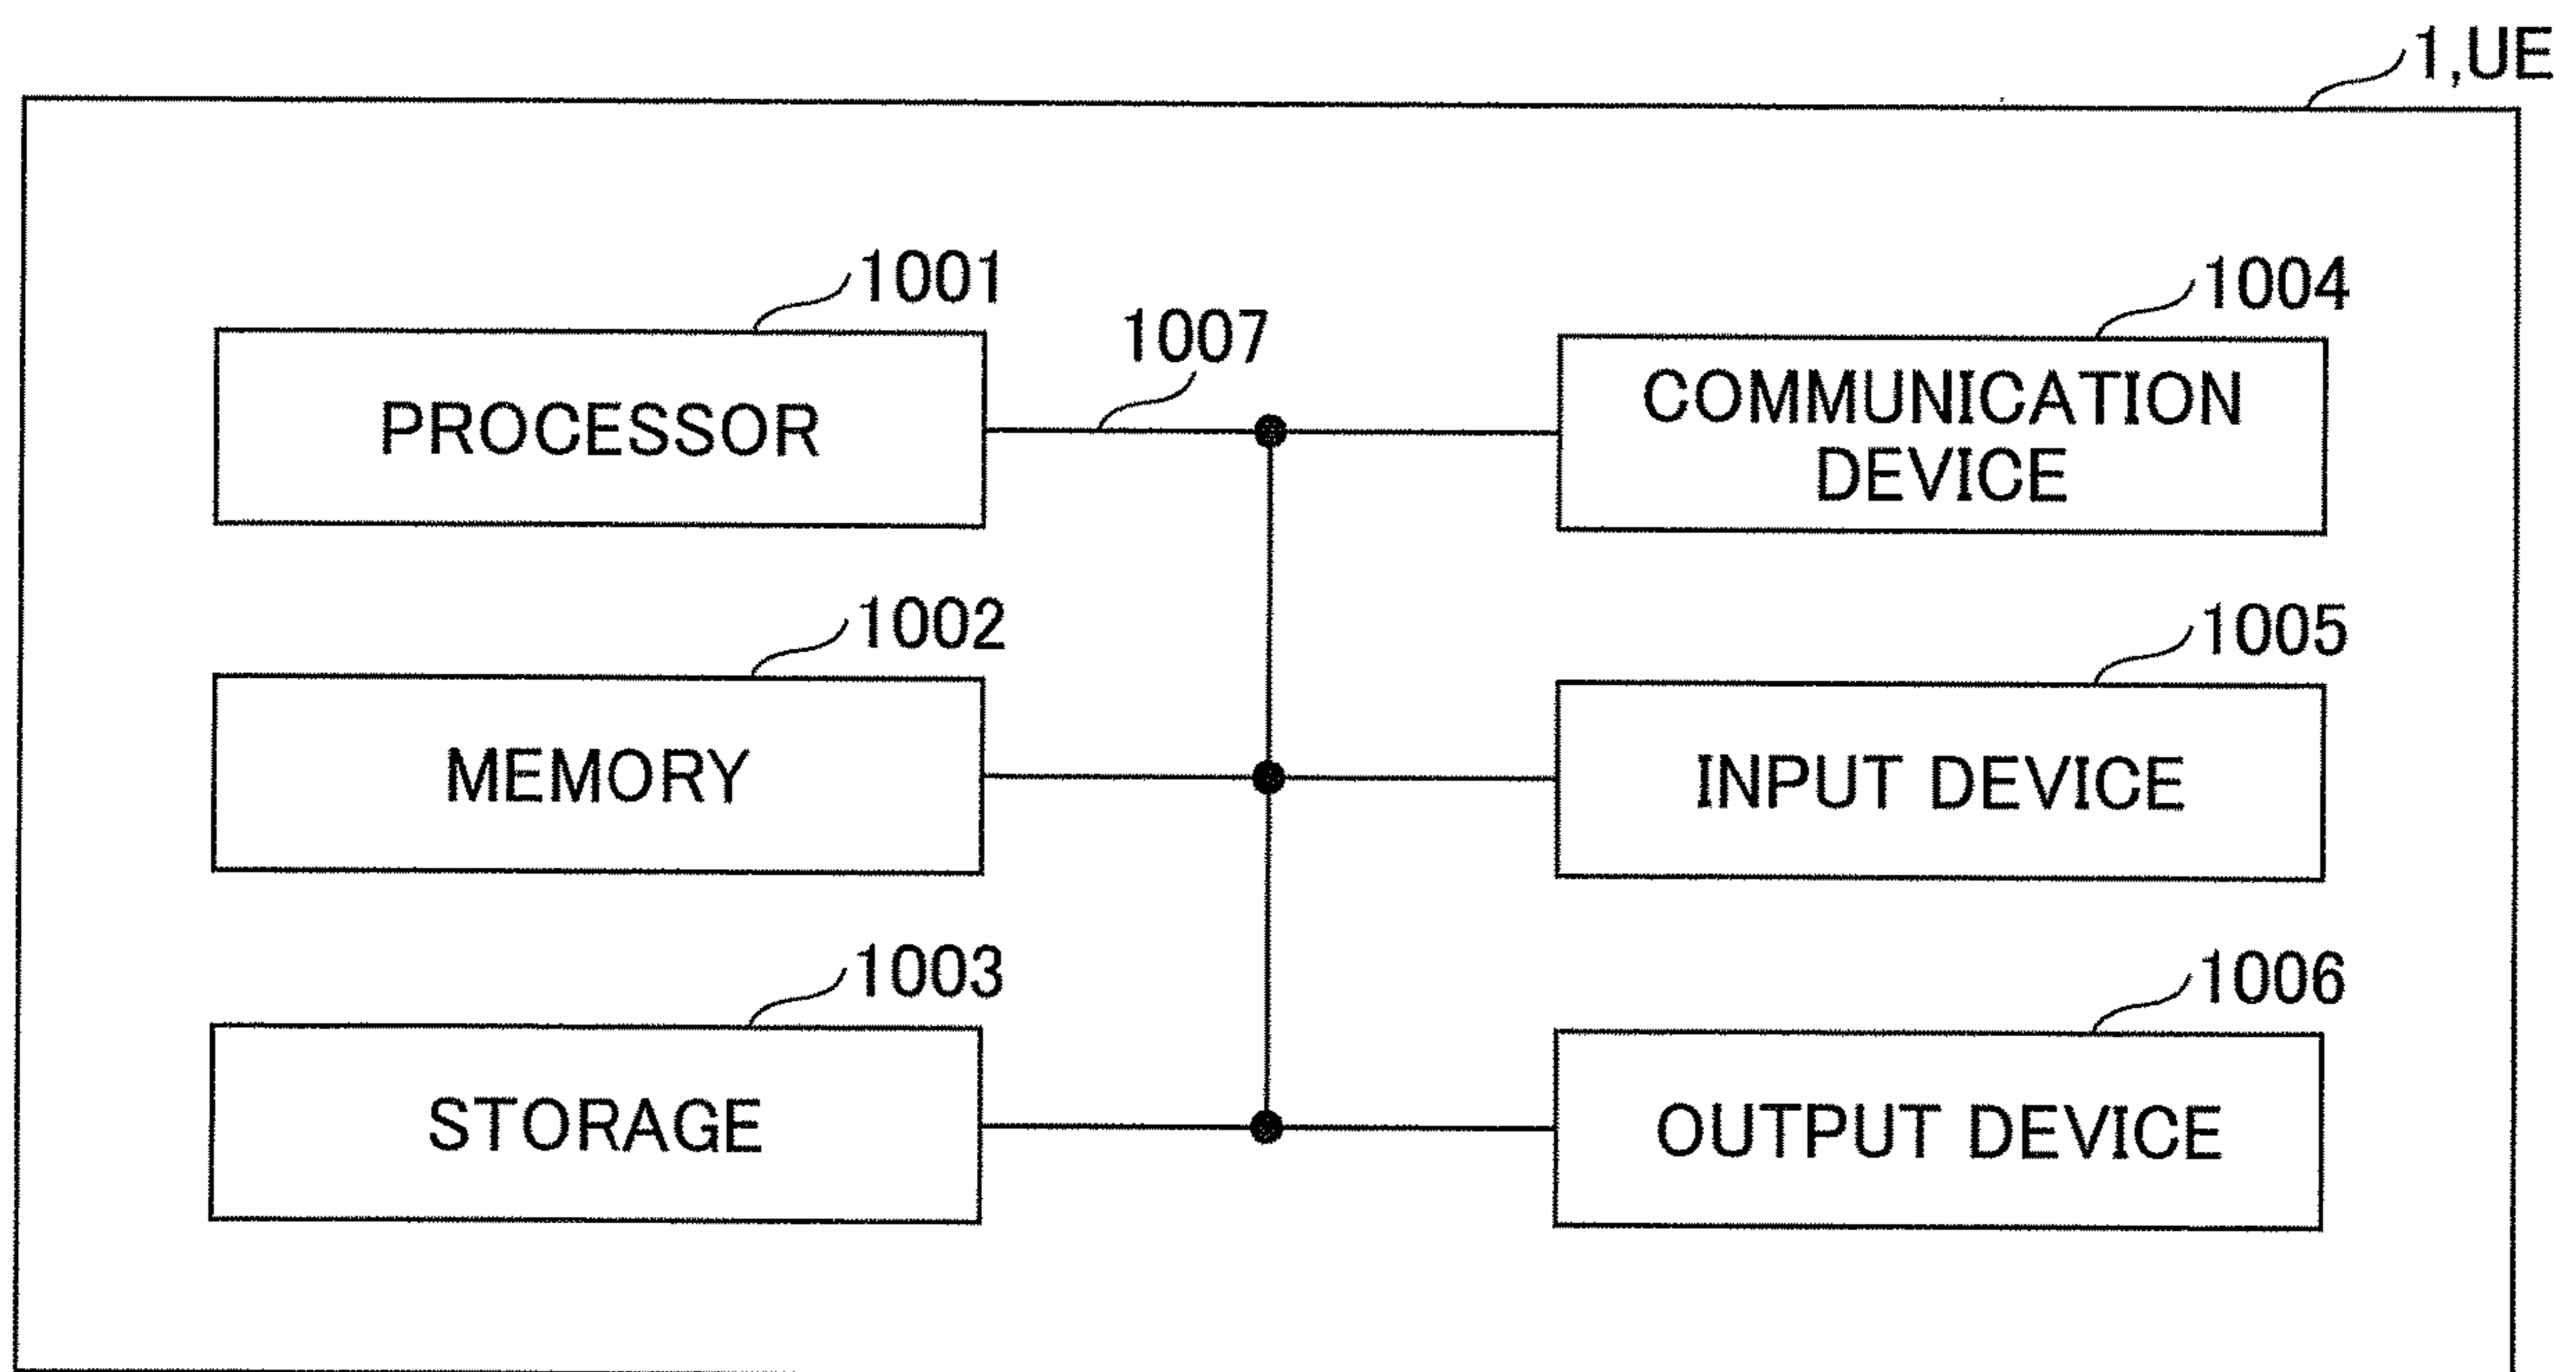 1,UE
1001
1007
1004
PROCESSOR
COMMUNICATION
DEVICE
1002
1005
MEMORY
INPUT DEVICE
1003
1006
STORAGE
OUTPUT DEVICE